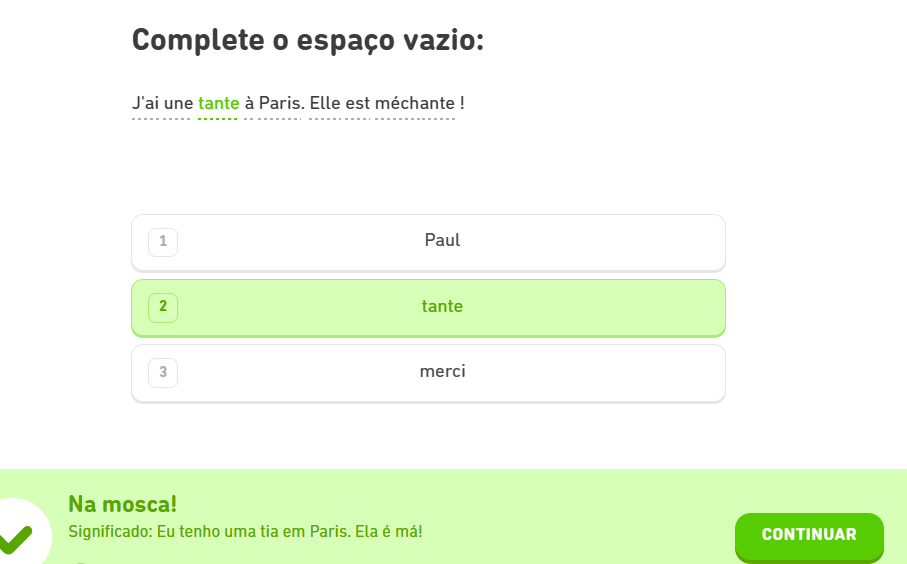 Complete o espaço vazio:
J'ai une tante à Paris. Elle est méchante !
1 Paul
2 tante
3 merci
Na mosca!
Significado: Eu tenho uma tia em Paris. Ela é má!
CONTINUAR